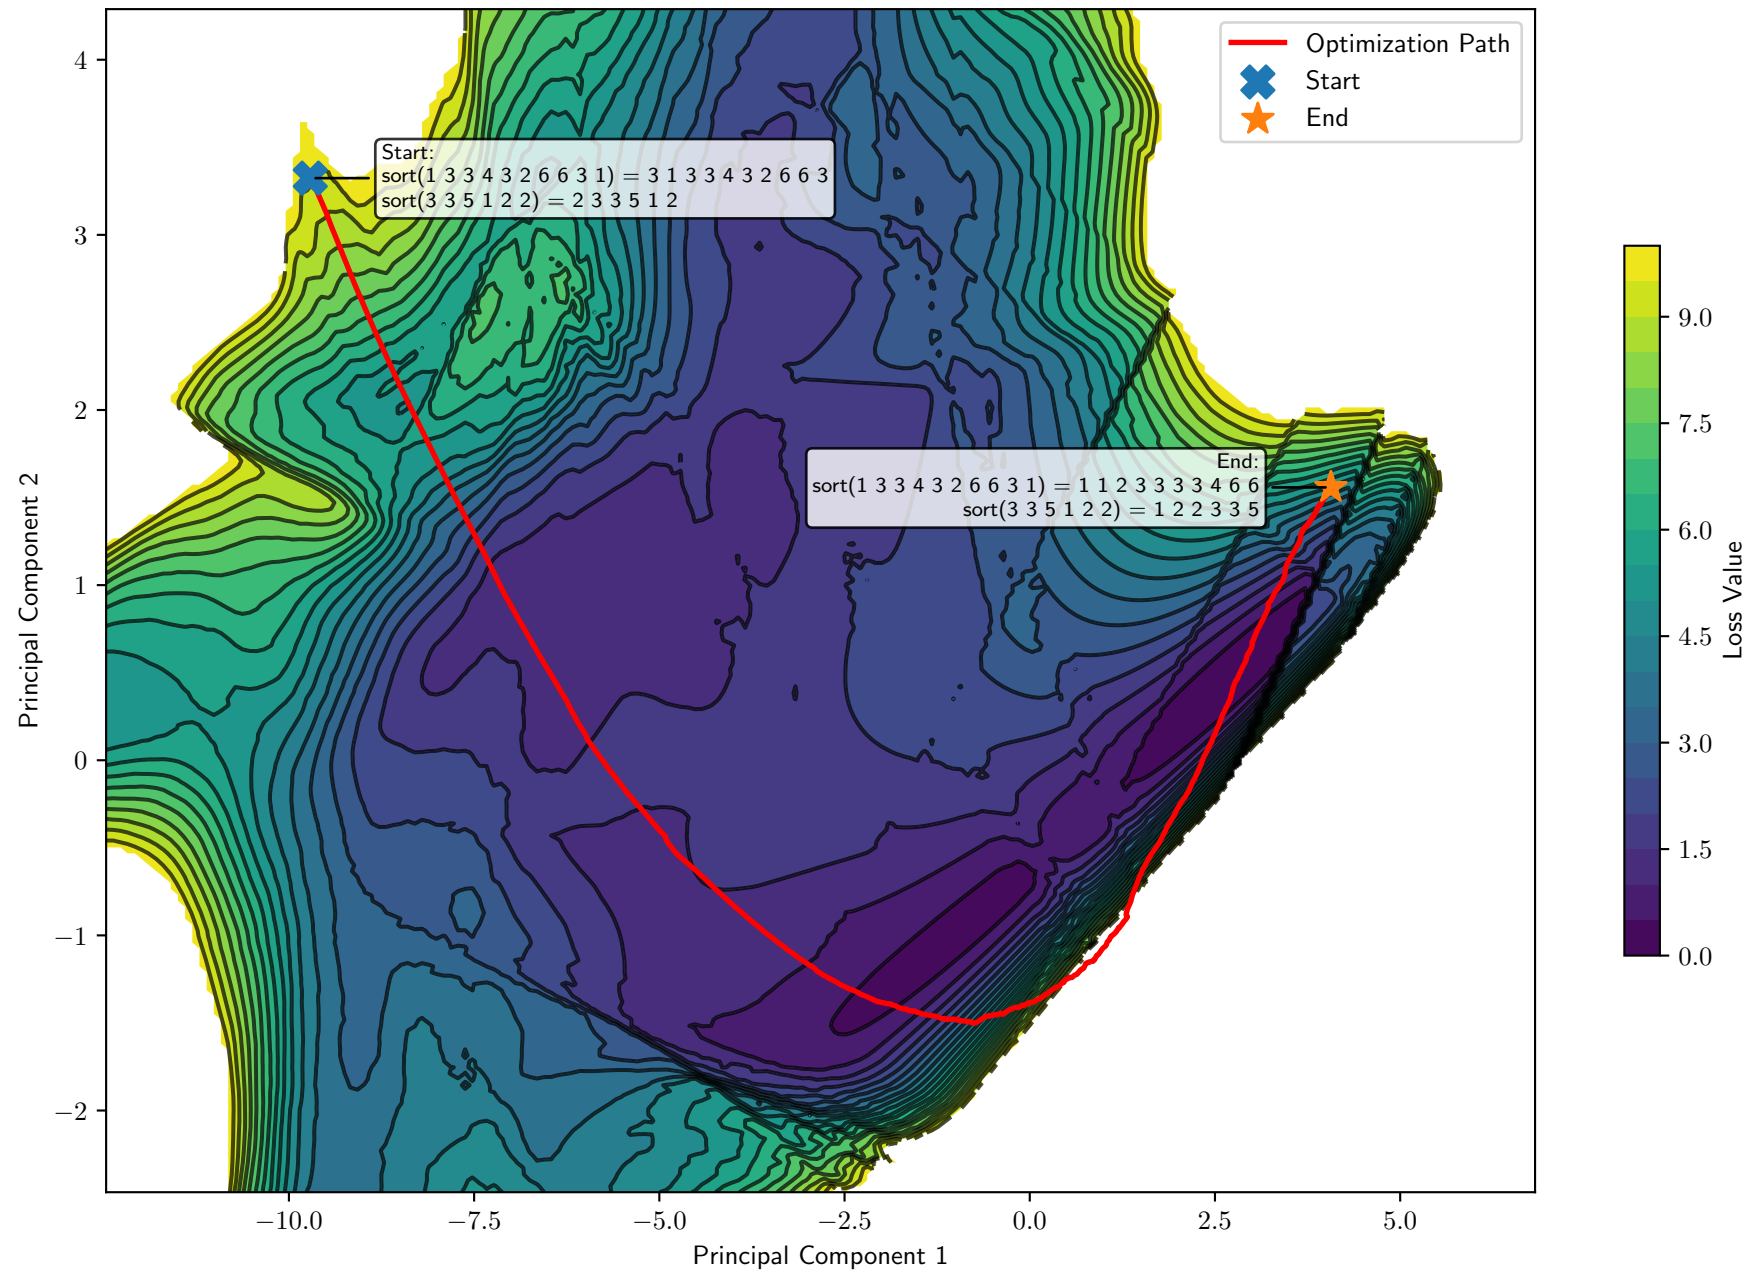 Optimization Path
Start
End
Start:
sort(1 3 3 4 3 2 6 6 3 1) = 3 1 3 3 4 3 2 6 6 3
sort(3 3 5 1 2 2) = 2 3 3 5 1 2
End:
sort(1 3 3 4 3 2 6 6 3 1) = 1 1 2 3 3 3 3 4 6 6
sort(3 3 5 1 2 2) = 1 2 2 3 3 5
4
3
2
1
0
−1
−2
Principal Component 2
−10.0
−7.5
−5.0
−2.5
0.0
2.5
5.0
Principal Component 1
9.0
7.5
6.0
4.5
3.0
1.5
0.0
Loss Value